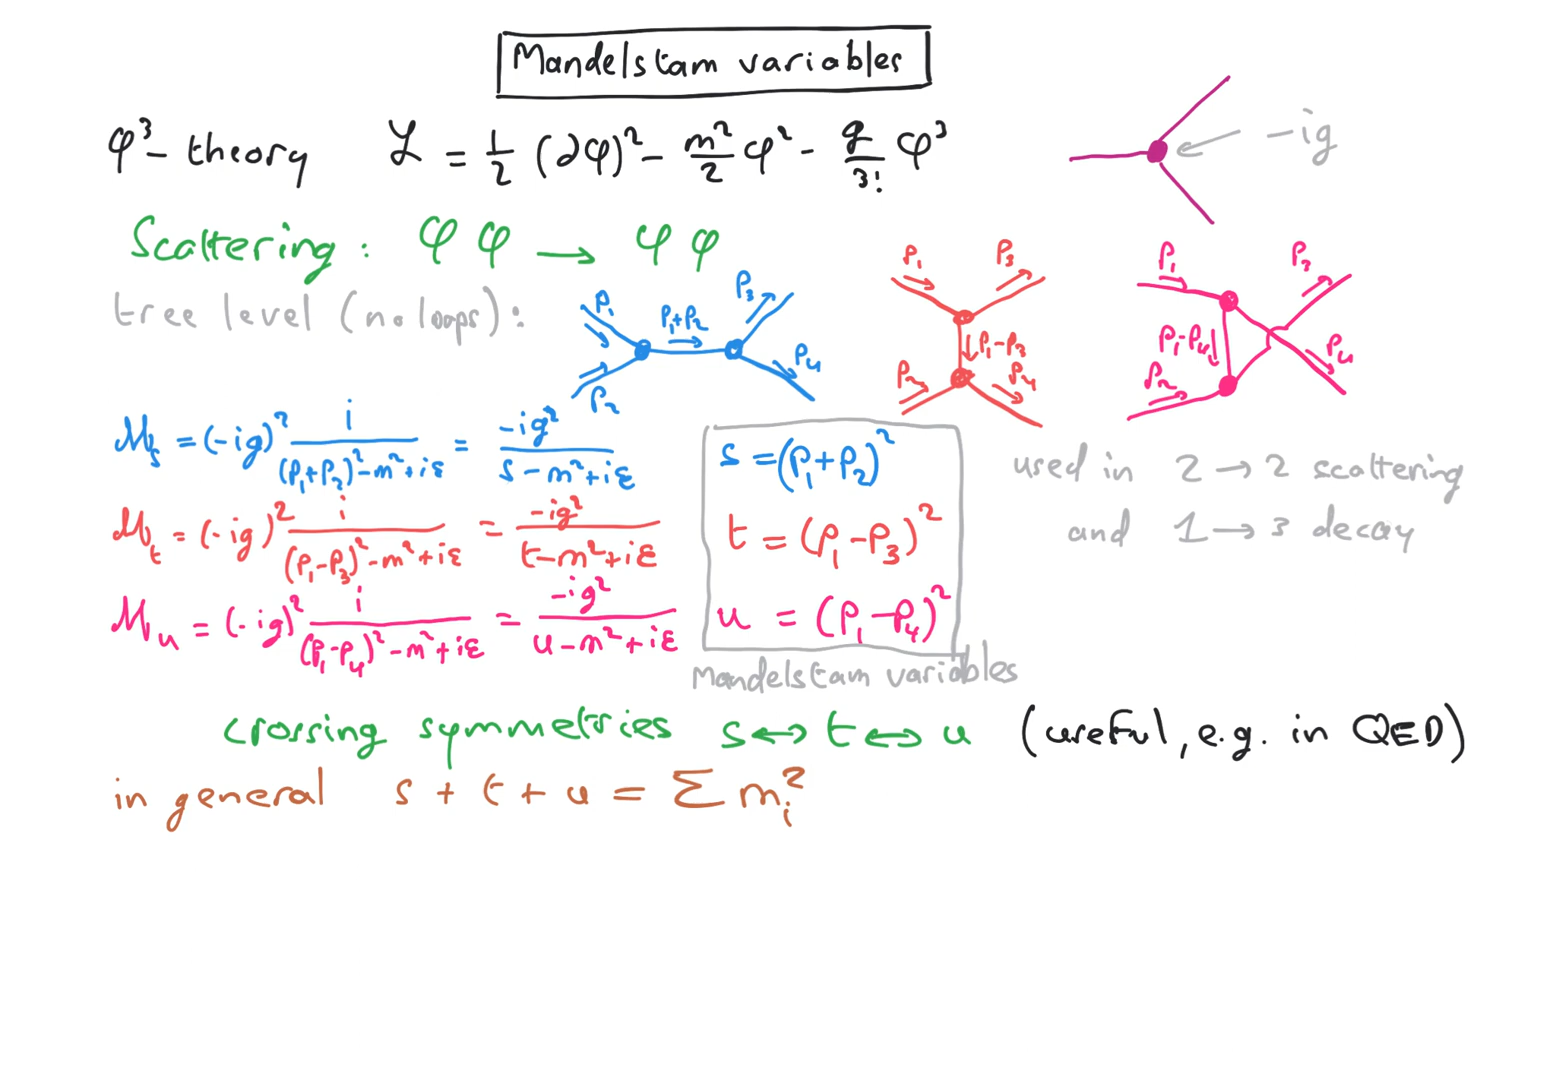 Mandelstam variables
φ³- theory ℒ = 1/2 (∂φ)² - m²/2 φ² - g/3! φ³
-ig
Scattering: φ φ → φ φ
tree level (no loops):
P₁ P₂ P₁+P₂ P₃ P₄
P₁ P₃ P₁-P₃ P₂ P₄
P₁ P₃ P₁-P₄ P₂ P₄
ℳ_s = (-ig)² i/((P₁+P₂)²-m²+iε) = -ig²/(s-m²+iε)
ℳ_t = (-ig)² i/((P₁-P₃)²-m²+iε) = -ig²/(t-m²+iε)
ℳ_u = (-ig)² i/((P₁-P₄)²-m²+iε) = -ig²/(u-m²+iε)
s = (P₁+P₂)²
t = (P₁-P₃)²
u = (P₁-P₄)²
Mandelstam variables
used in 2 → 2 scattering
and 1 → 3 decay
crossing symmetries s ↔ t ↔ u (careful, e.g. in QED)
in general s + t + u = Σ mᵢ²